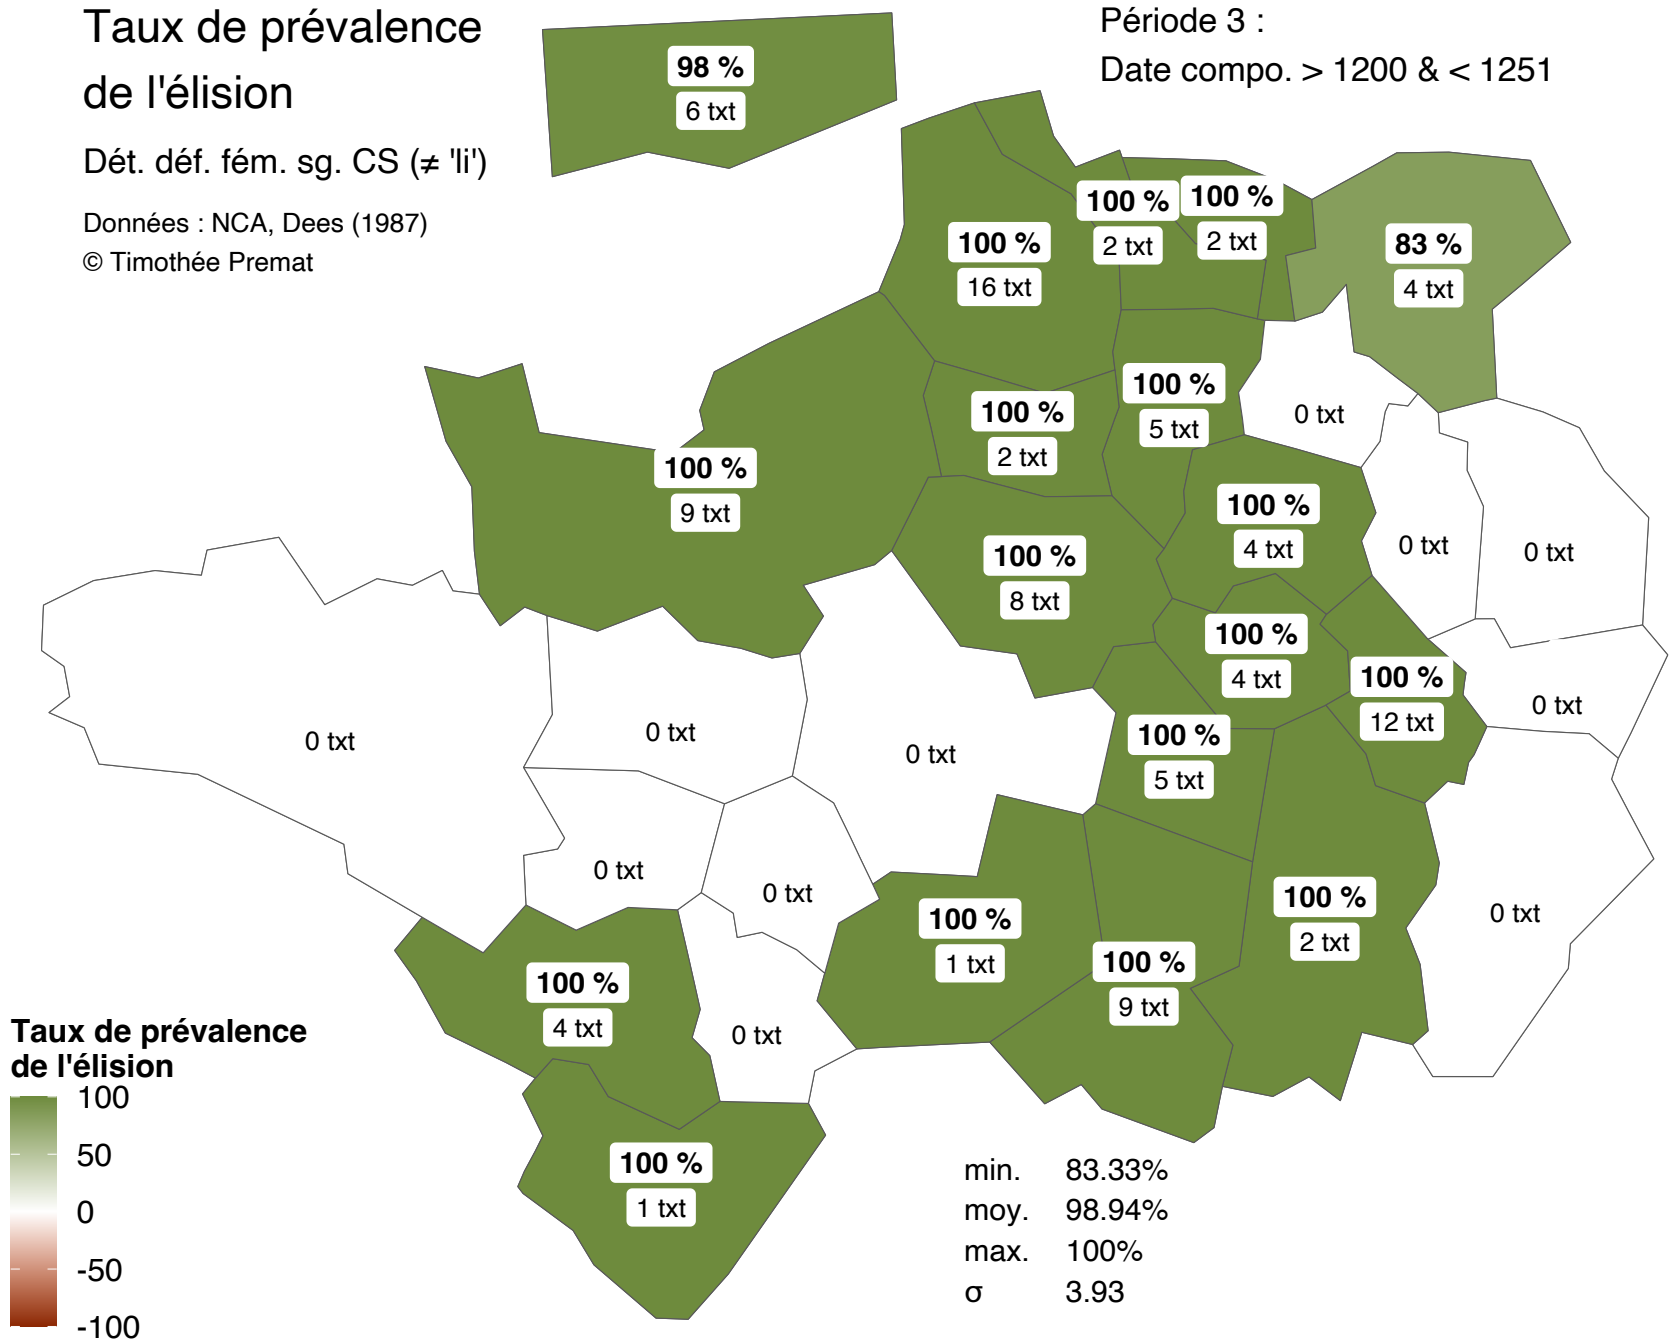 Taux de prévalence
de l'élision
Dét. déf. fém. sg. CS (≠ 'li')
Données : NCA, Dees (1987)
© Timothée Premat
Période 3 :
Date compo. > 1200 & < 1251
98 %
6 txt
100 %
2 txt
100 %
2 txt
100 %
16 txt
83 %
4 txt
100 %
5 txt
100 %
2 txt
0 txt
100 %
9 txt
100 %
4 txt
0 txt
0 txt
100 %
8 txt
100 %
4 txt
100 %
12 txt
0 txt
0 txt
0 txt
0 txt
100 %
5 txt
0 txt
0 txt
100 %
1 txt
100 %
2 txt
0 txt
100 %
9 txt
100 %
4 txt
0 txt
100 %
1 txt
Taux de prévalence
de l'élision
100
50
0
-50
-100
min. 83.33%
moy. 98.94%
max. 100%
σ 3.93